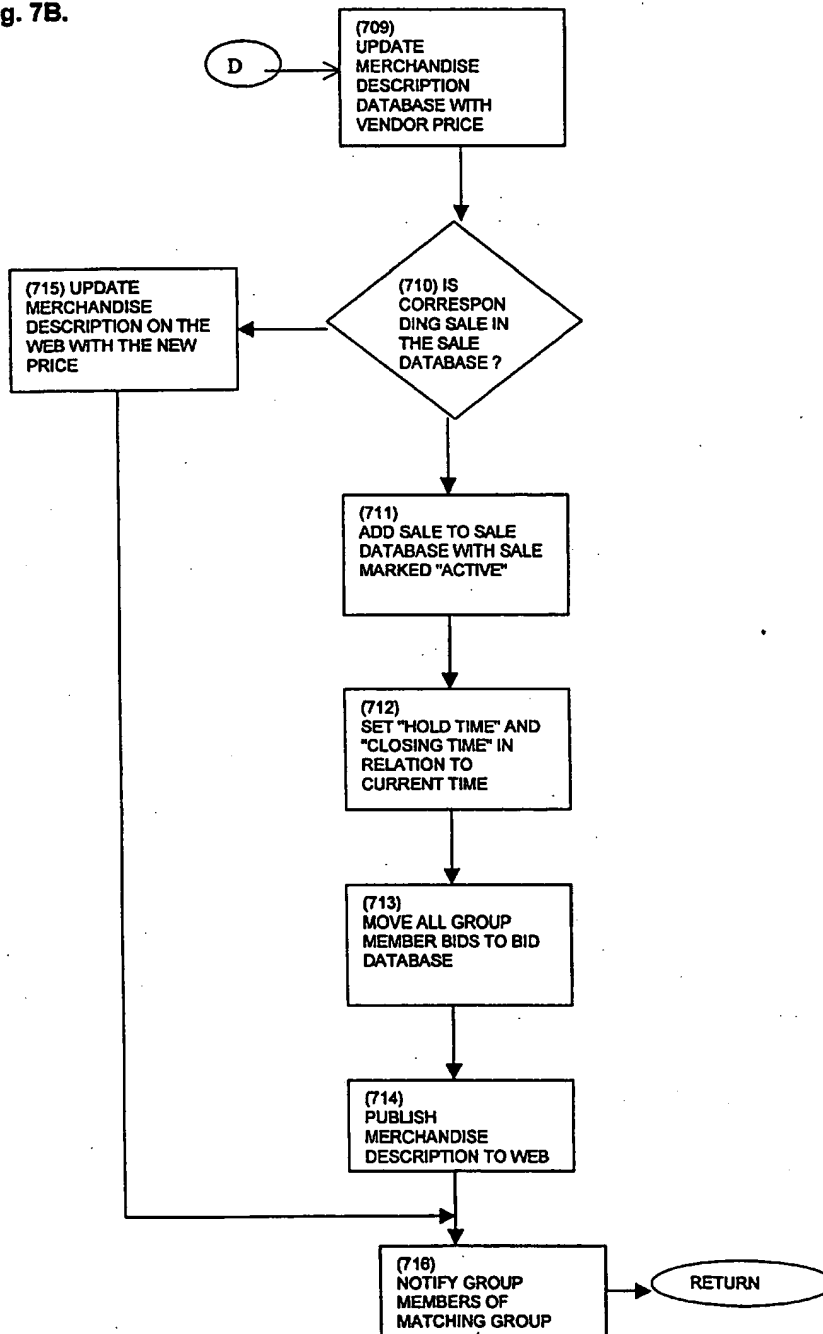 g. 7B.
D
(709)
UPDATE
MERCHANDISE
DESCRIPTION
DATABASE WITH
VENDOR PRICE
(710) IS
CORRESPON
DING SALE IN
THE SALE
DATABASE ?
(715) UPDATE
MERCHANDISE
DESCRIPTION ON THE
WEB WITH THE NEW
PRICE
(711)
ADD SALE TO SALE
DATABASE WITH SALE
MARKED "ACTIVE"
(712)
SET "HOLD TIME" AND
"CLOSING TIME" IN
RELATION TO
CURRENT TIME
(713)
MOVE ALL GROUP
MEMBER BIDS TO BID
DATABASE
(714)
PUBLISH
MERCHANDISE
DESCRIPTION TO WEB
(716)
NOTIFY GROUP
MEMBERS OF
MATCHING GROUP
RETURN